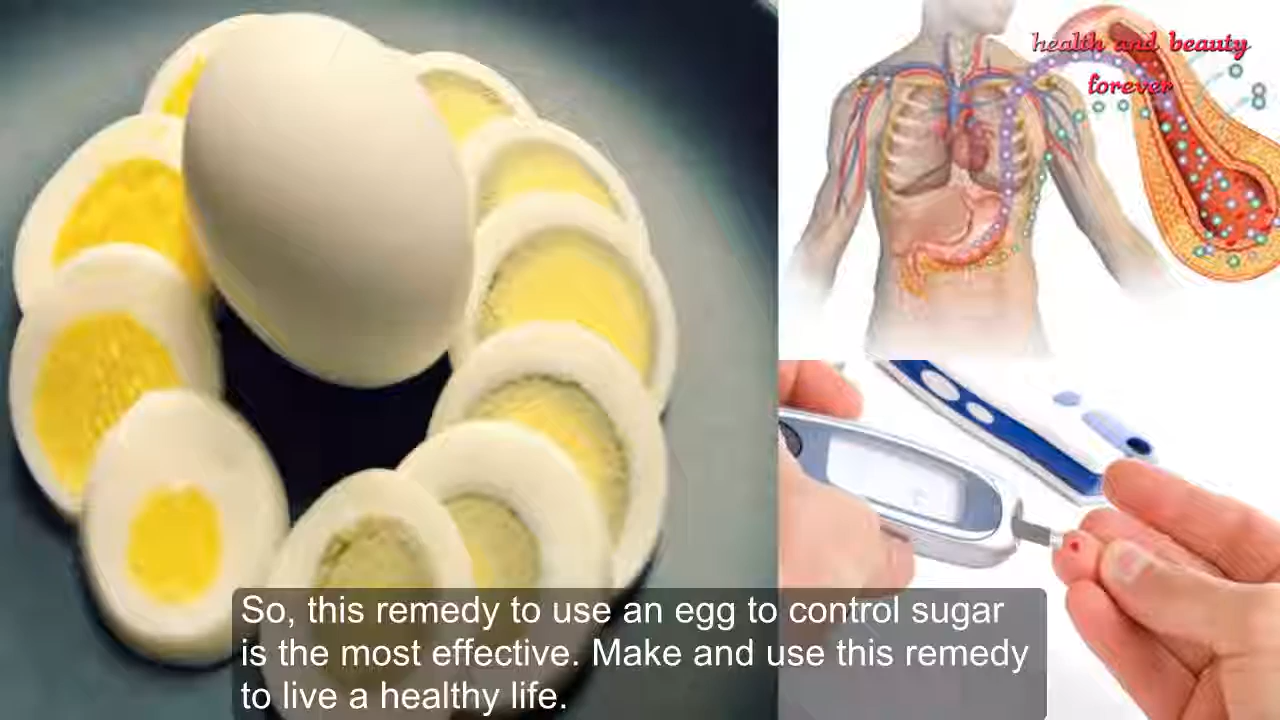 health and beauty
forever
So, this remedy to use an egg to control sugar
is the most effective. Make and use this remedy
to live a healthy life.